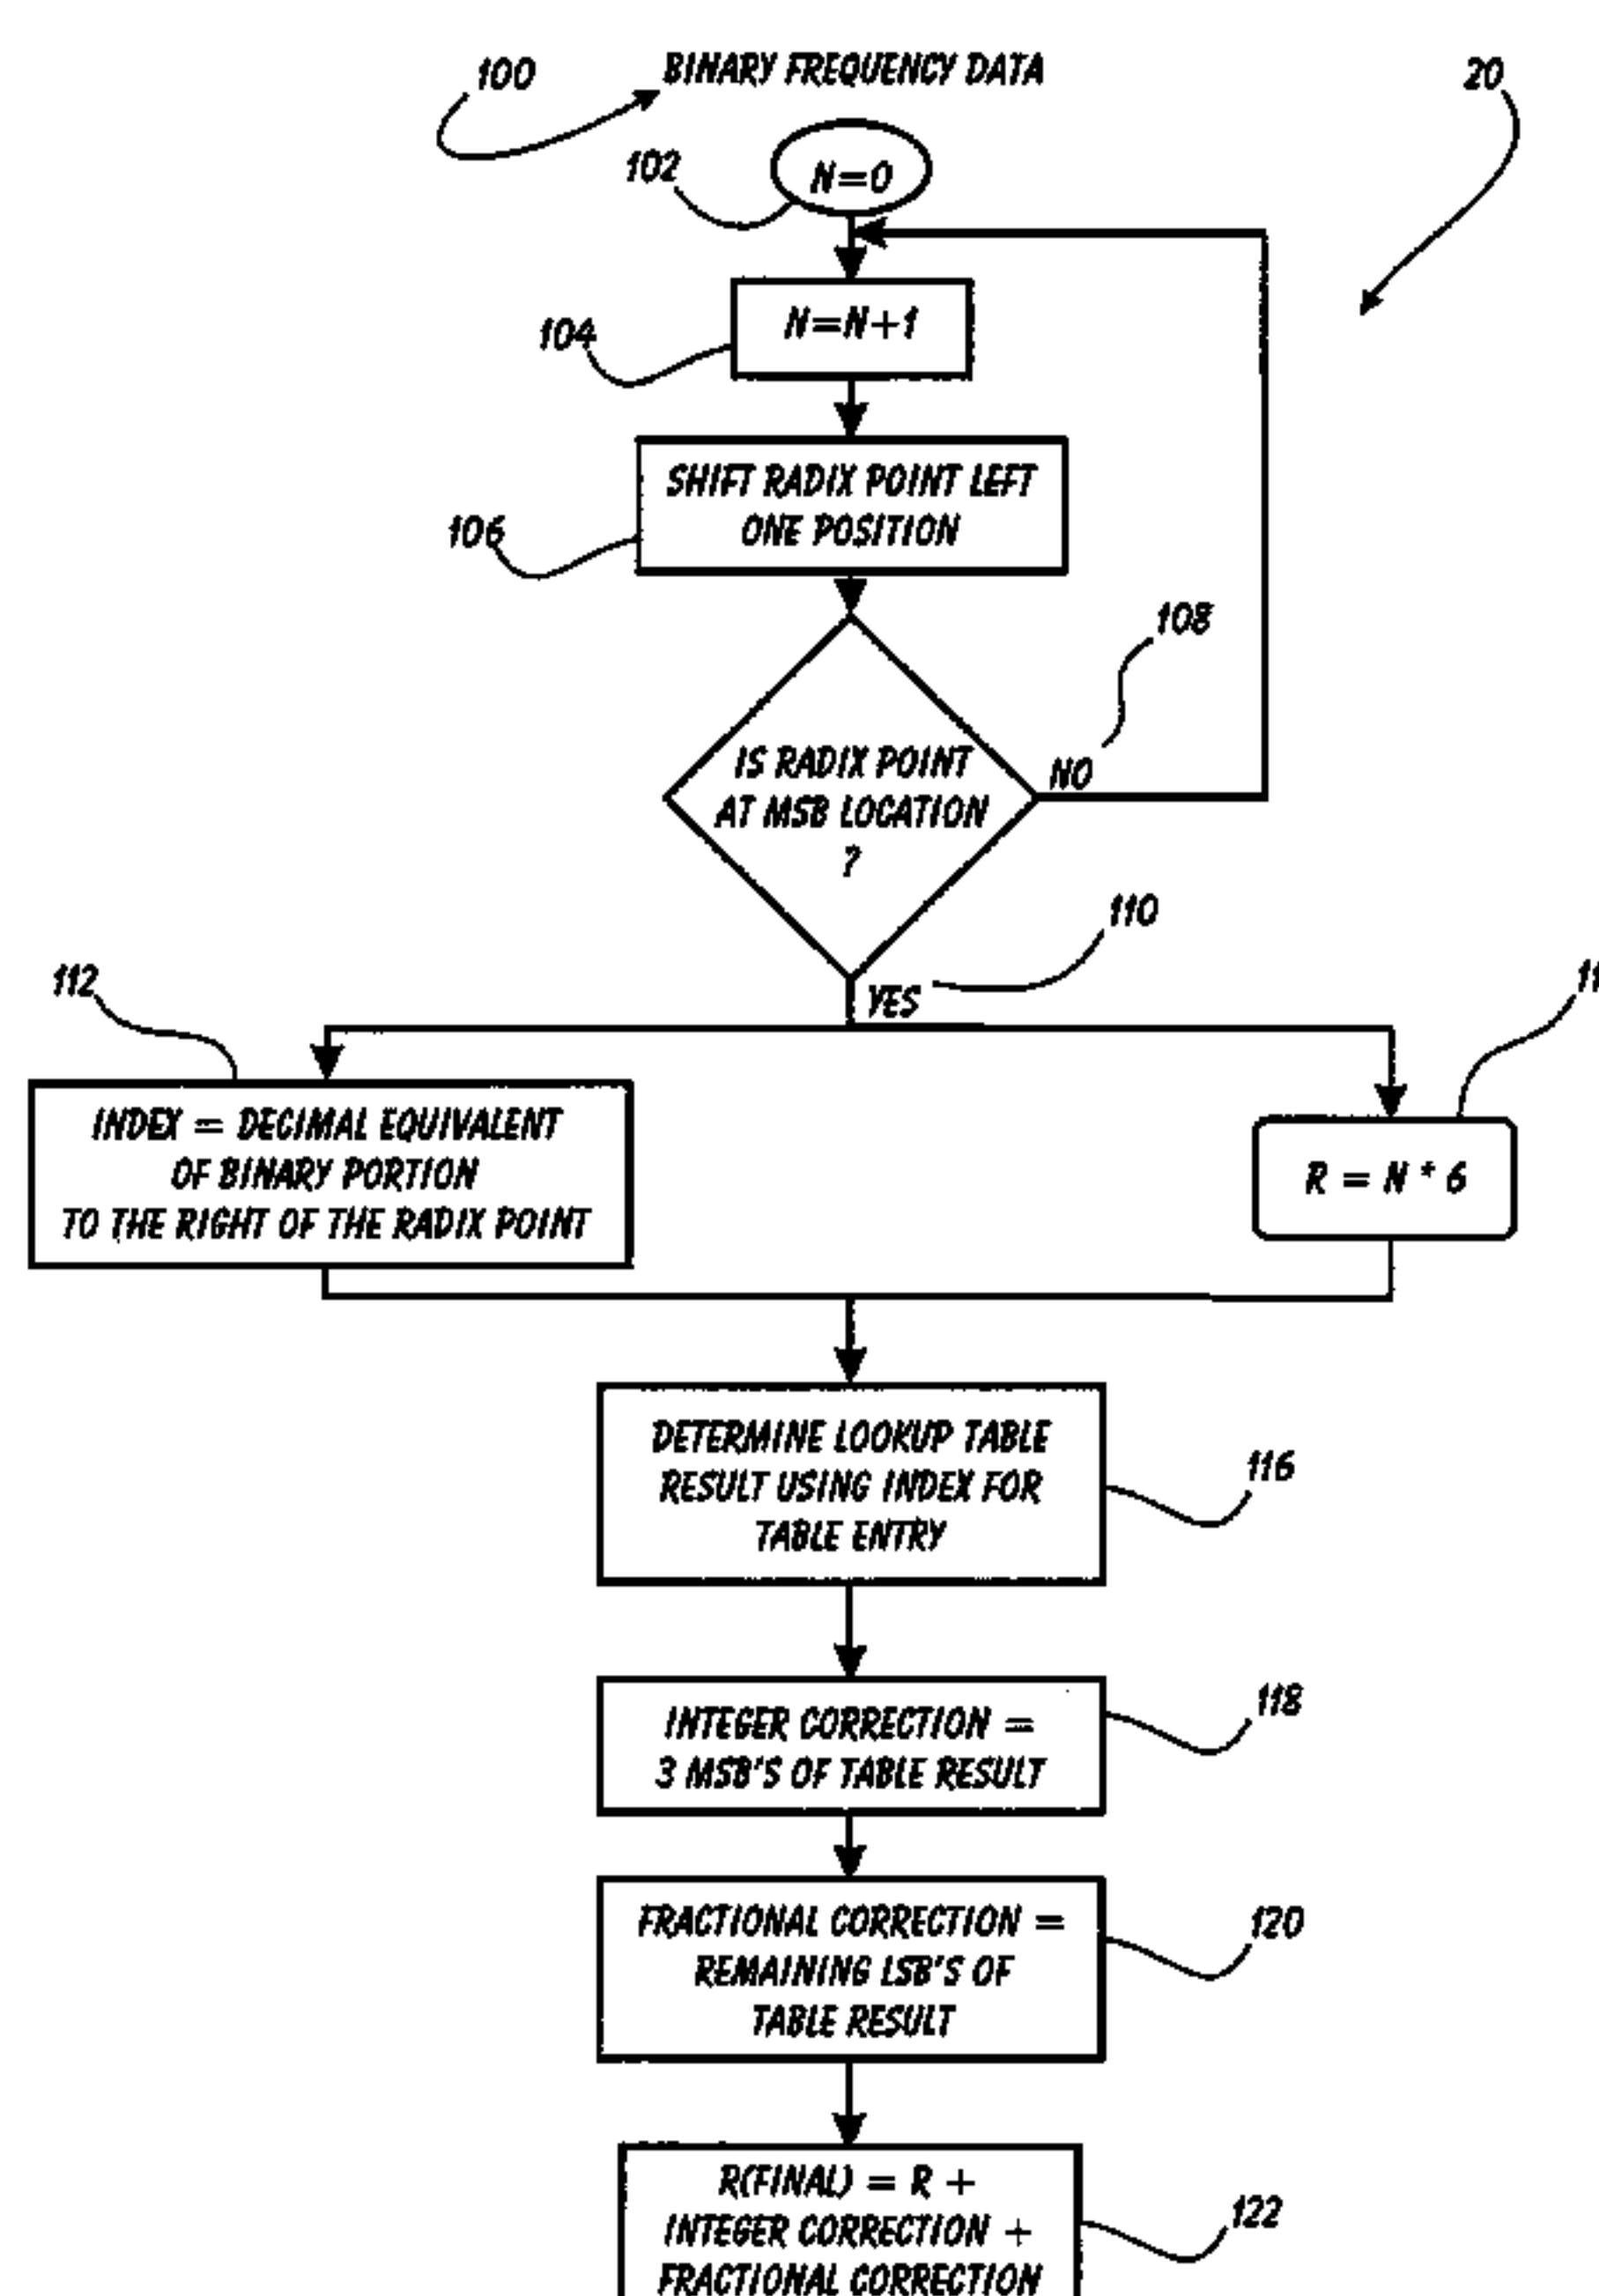 100
BINARY FREQUENCY DATA
20
102
N=0
104
N=N+1
106
SHIFT RADIX POINT LEFT
ONE POSITION
108
IS RADIX POINT
AT MSB LOCATION
?
NO
110
YES
112
11
INDEX = DECIMAL EQUIVALENT
OF BINARY PORTION
TO THE RIGHT OF THE RADIX POINT
R = N * 6
DETERMINE LOOKUP TABLE
RESULT USING INDEX FOR
TABLE ENTRY
116
INTEGER CORRECTION =
3 MSB'S OF TABLE RESULT
118
FRACTIONAL CORRECTION =
REMAINING LSB'S OF
TABLE RESULT
120
R(FINAL) = R +
INTEGER CORRECTION +
FRACTIONAL CORRECTION
122